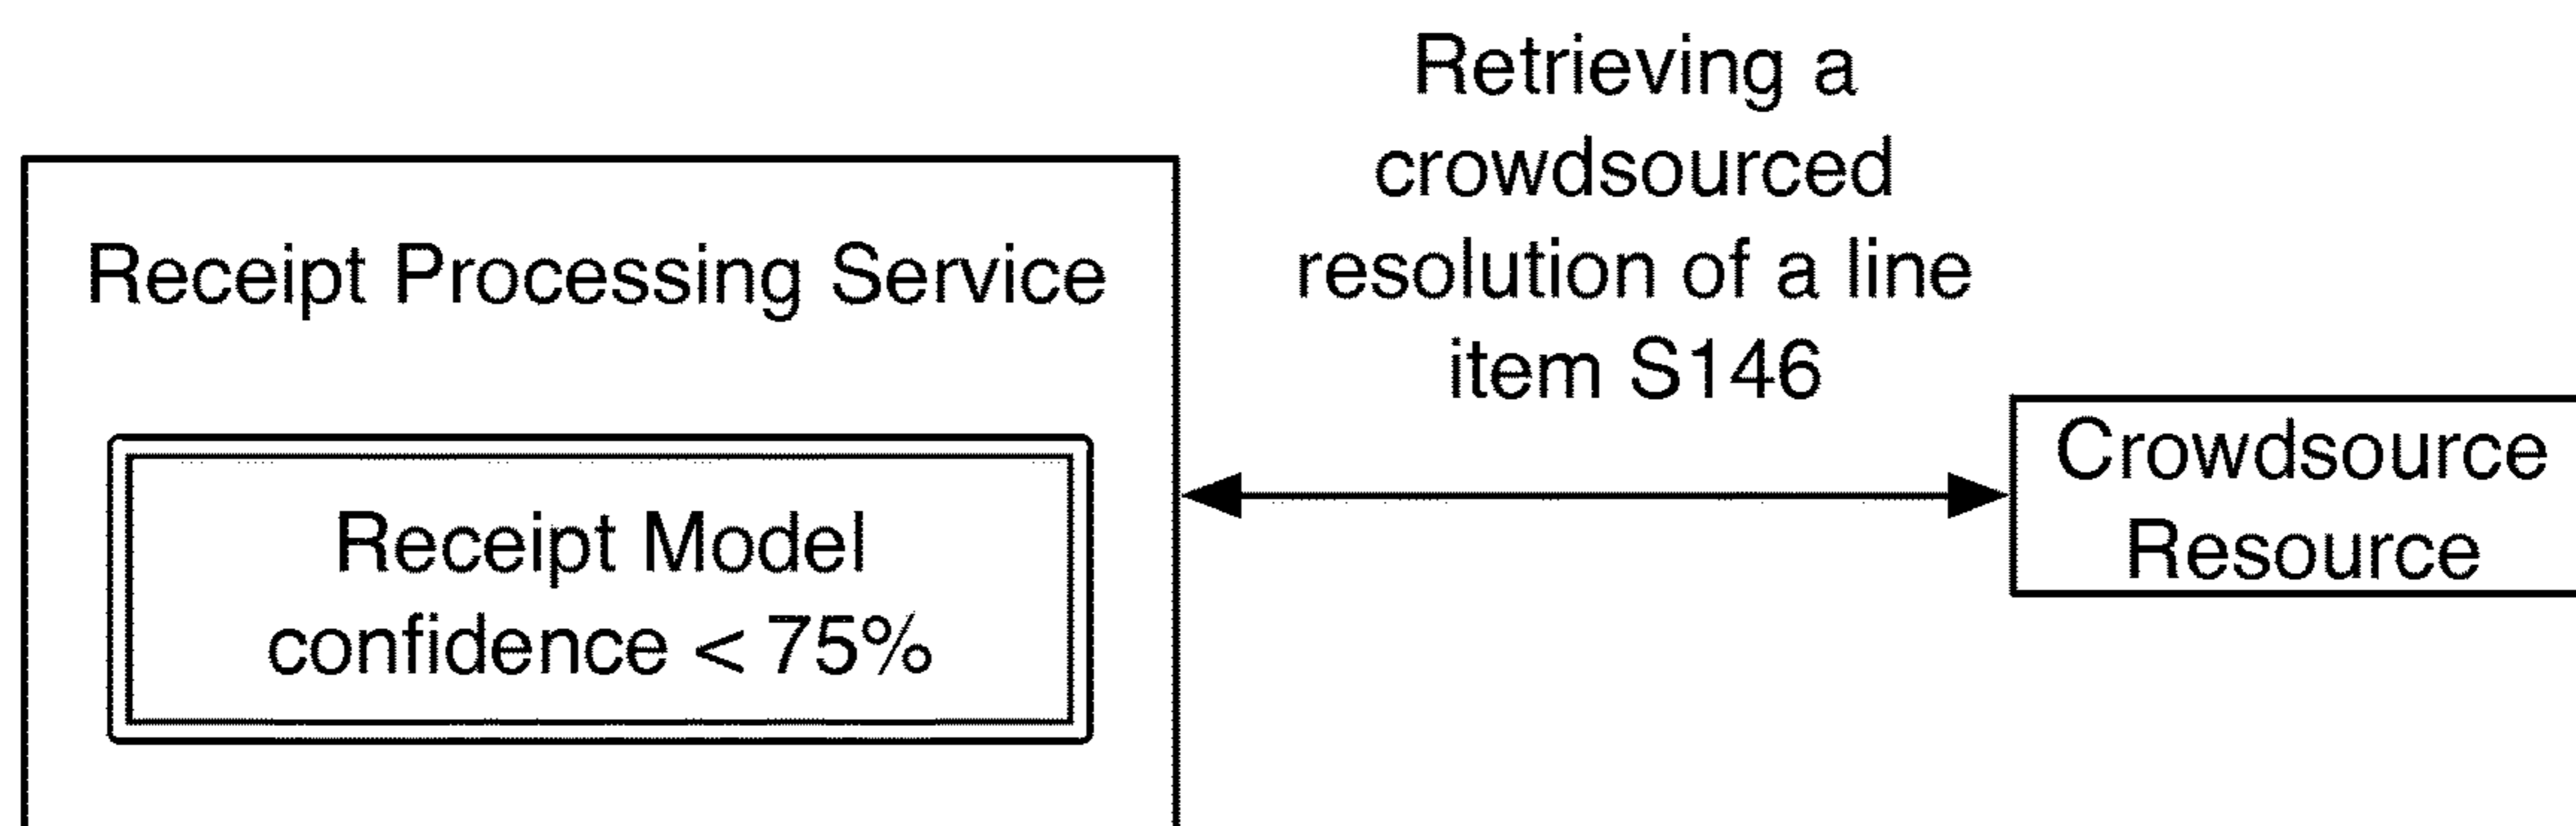 Retrieving a
crowdsourced
resolution of a line
item S146
Receipt Processing Service
Receipt Model
confidence < 75%
Crowdsource
Resource